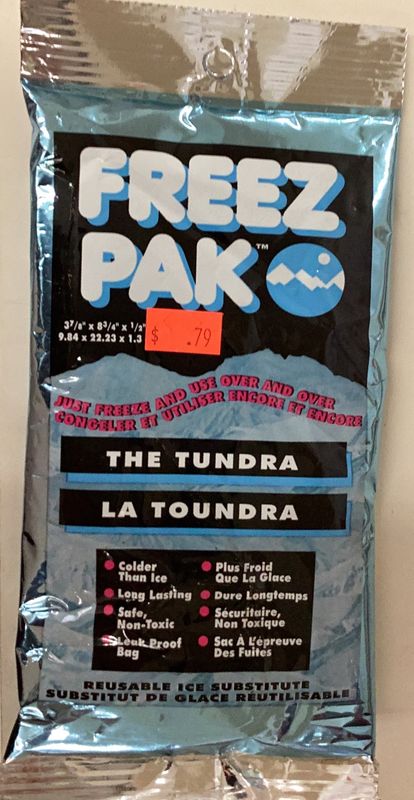 FREEZ
PAK™
3⅞" x 8¾" x ½"
9.84 x 22.23 x 1.3
$ .79
JUST FREEZE AND USE OVER AND OVER
CONGELER ET UTILISER ENCORE ET ENCORE
THE TUNDRA
LA TOUNDRA
Colder
Than Ice
Long Lasting
Safe,
Non-Toxic
Leak Proof
Bag
Plus Froid
Que La Glace
Dure Longtemps
Sécuritaire,
Non Toxique
Sac À L'épreuve
Des Fuites
REUSABLE ICE SUBSTITUTE
SUBSTITUT DE GLACE RÉUTILISABLE